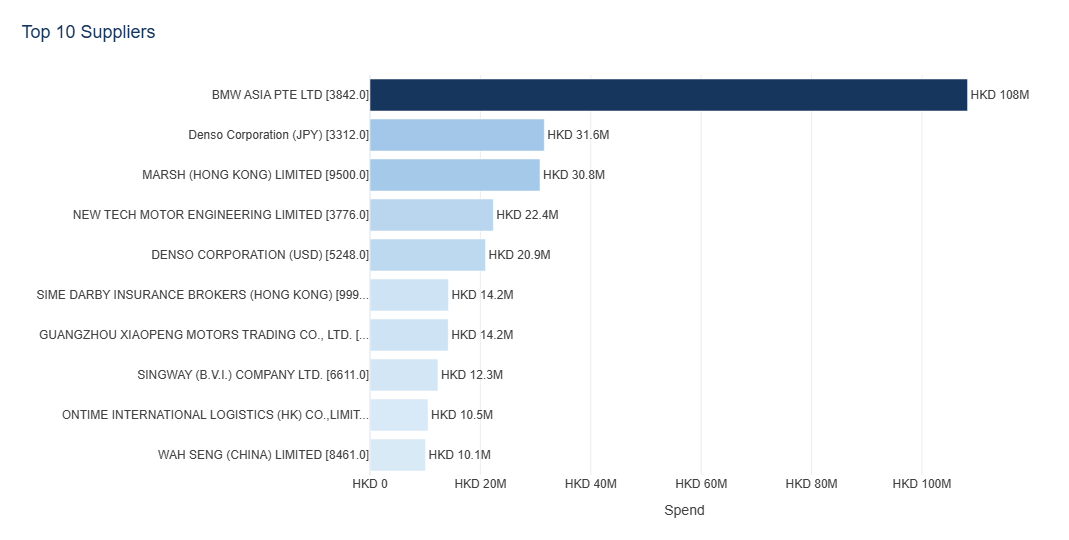 Top 10 Suppliers
BMW ASIA PTE LTD [3842.0] HKD 108M
Denso Corporation (JPY) [3312.0] HKD 31.6M
MARSH (HONG KONG) LIMITED [9500.0] HKD 30.8M
NEW TECH MOTOR ENGINEERING LIMITED [3776.0] HKD 22.4M
DENSO CORPORATION (USD) [5248.0] HKD 20.9M
SIME DARBY INSURANCE BROKERS (HONG KONG) [999... HKD 14.2M
GUANGZHOU XIAOPENG MOTORS TRADING CO., LTD. [... HKD 14.2M
SINGWAY (B.V.I.) COMPANY LTD. [6611.0] HKD 12.3M
ONTIME INTERNATIONAL LOGISTICS (HK) CO.,LIMIT... HKD 10.5M
WAH SENG (CHINA) LIMITED [8461.0] HKD 10.1M
HKD 0 HKD 20M HKD 40M HKD 60M HKD 80M HKD 100M
Spend